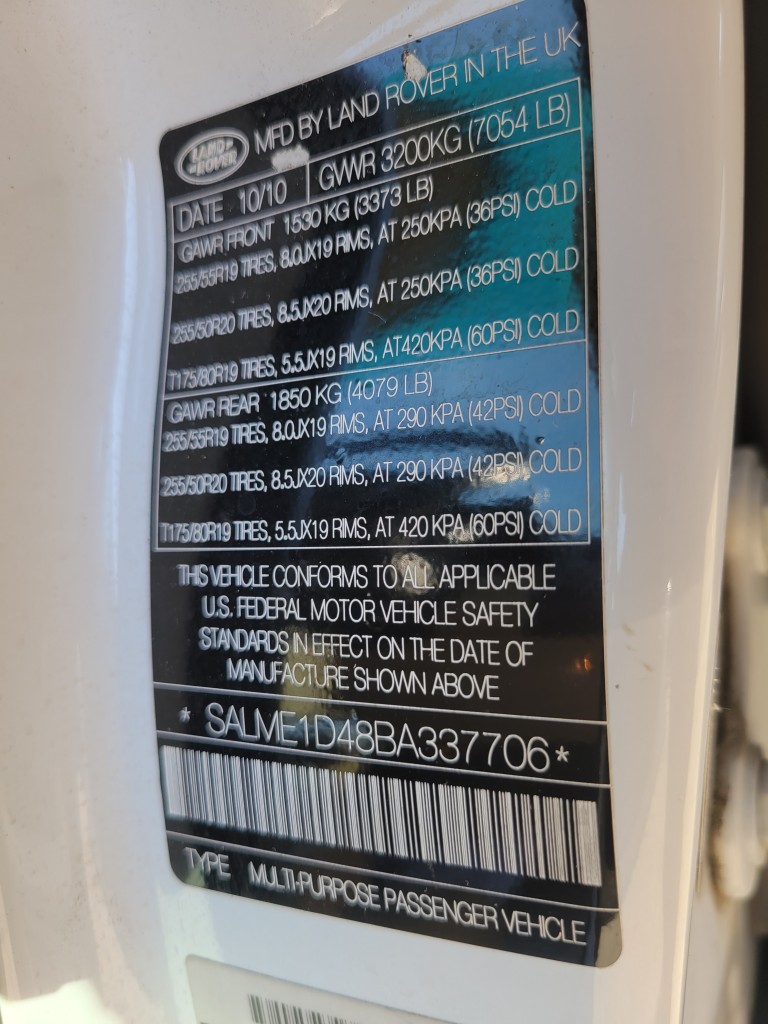 LAND ROVER
MFD BY LAND ROVER IN THE UK
DATE 10/10
GVWR 3200KG (7054 LB)
GAWR FRONT 1530 KG (3373 LB)
255/55R19 TIRES, 8.0JX19 RIMS, AT 250KPA (36PSI) COLD
255/50R20 TIRES, 8.5JX20 RIMS, AT 250KPA (36PSI) COLD
T175/80R19 TIRES, 5.5JX19 RIMS, AT420KPA (60PSI) COLD
GAWR REAR 1850 KG (4079 LB)
255/55R19 TIRES, 8.0JX19 RIMS, AT 290 KPA (42PSI) COLD
255/50R20 TIRES, 8.5JX20 RIMS, AT 290 KPA (42PSI) COLD
T175/80R19 TIRES, 5.5JX19 RIMS, AT 420 KPA (60PSI) COLD
THIS VEHICLE CONFORMS TO ALL APPLICABLE
U.S. FEDERAL MOTOR VEHICLE SAFETY
STANDARDS IN EFFECT ON THE DATE OF
MANUFACTURE SHOWN ABOVE
* SALME1D48BA337706*
TYPE MULTI-PURPOSE PASSENGER VEHICLE